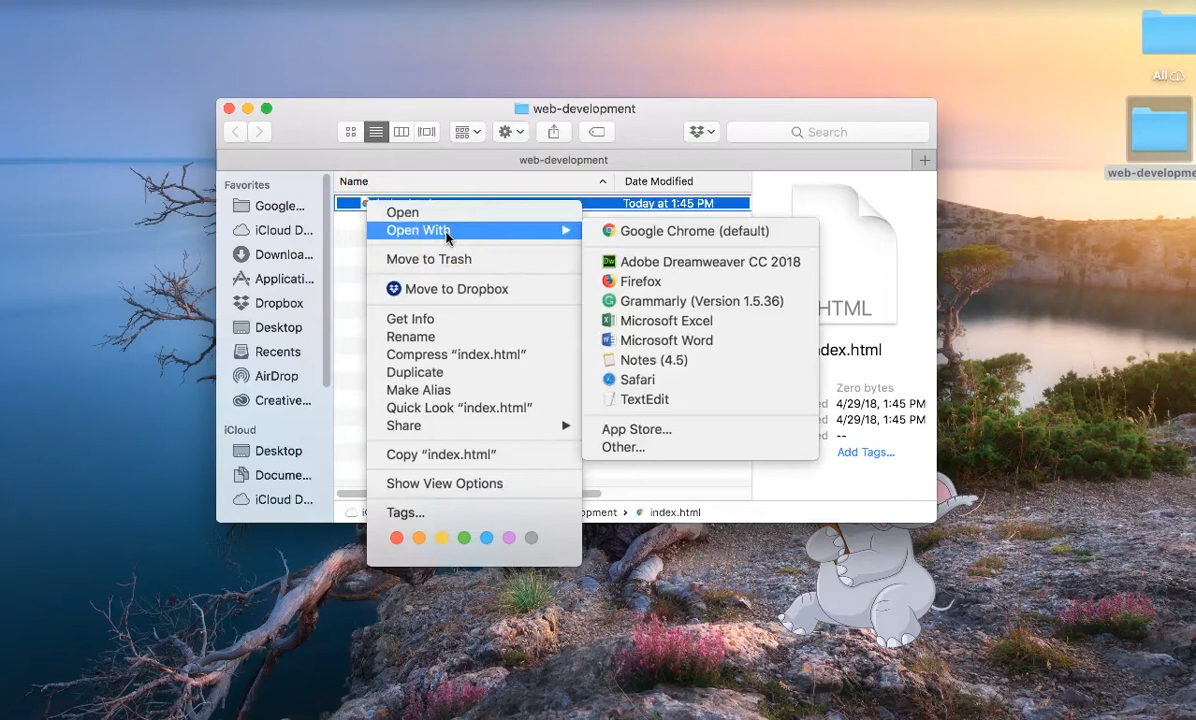 All
web-developme
web-development
Search
web-development
Favorites
Google...
iCloud D...
Downloa...
Applicati...
Dropbox
Desktop
Recents
AirDrop
Creative...
iCloud
Desktop
Docume...
iCloud D...
Name
Date Modified
Today at 1:45 PM
Open
Open With
Move to Trash
Move to Dropbox
Get Info
Rename
Compress “index.html”
Duplicate
Make Alias
Quick Look “index.html”
Share
Copy “index.html”
Show View Options
Tags...
Google Chrome (default)
Dw Adobe Dreamweaver CC 2018
Firefox
Grammarly (Version 1.5.36)
Microsoft Excel
Microsoft Word
Notes (4.5)
Safari
TextEdit
App Store...
Other...
HTML
dex.html
Zero bytes
d 4/29/18, 1:45 PM
d 4/29/18, 1:45 PM
d --
Add Tags...
opment › index.html